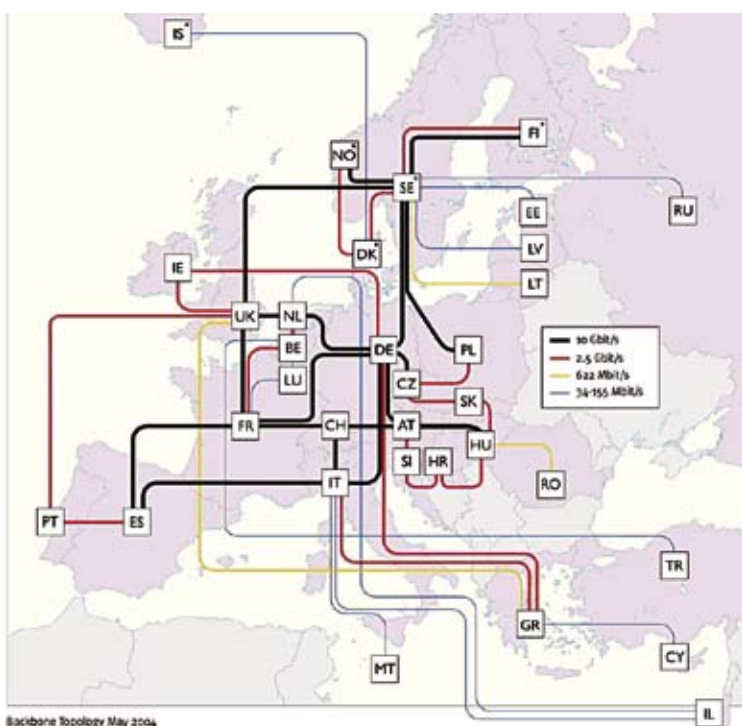 IS*
FI*
NO*
SE*
EE
RU
DK*
LV
IE
LT
UK
NL
10 Gbit/s
BE
DE
PL
2.5 Gbit/s
LU
CZ
622 Mbit/s
SK
34-155 Mbit/s
FR
CH
AT
HU
SI
HR
IT
RO
PT
ES
TR
GR
MT
CY
IL
Backbone Topology May 2004